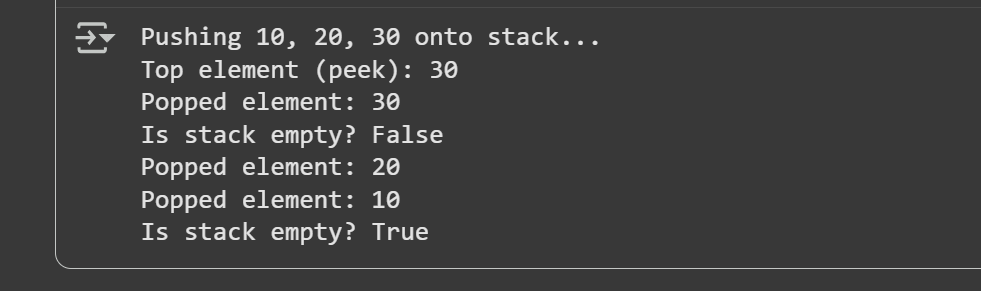 Pushing 10, 20, 30 onto stack...
Top element (peek): 30
Popped element: 30
Is stack empty? False
Popped element: 20
Popped element: 10
Is stack empty? True